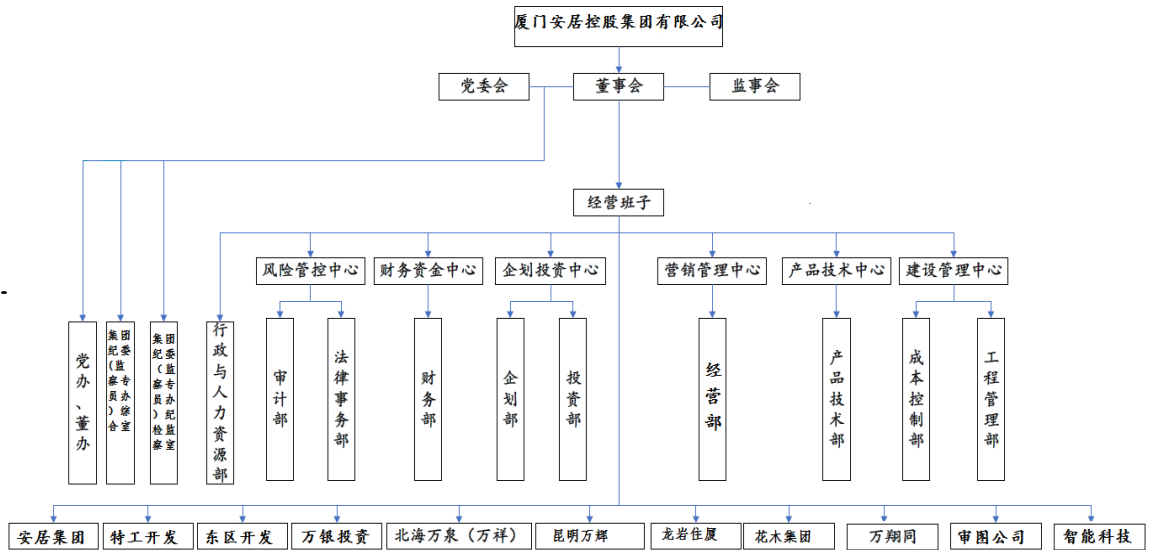 厦门安居控股集团有限公司
党委会
董事会
监事会
经营班子
风险管控中心
财务资金中心
企划投资中心
营销管理中心
产品技术中心
建设管理中心
党办、董办
集团纪委(监察专员)办综合室
集团纪委（监察专员）办纪检监察室
行政与人力资源部
审计部
法律事务部
财务部
企划部
投资部
经营部
产品技术部
成本控制部
工程管理部
安居集团
特工开发
东区开发
万银投资
北海万泉（万祥）
昆明万辉
龙岩住厦
花木集团
万翔同
审图公司
智能科技